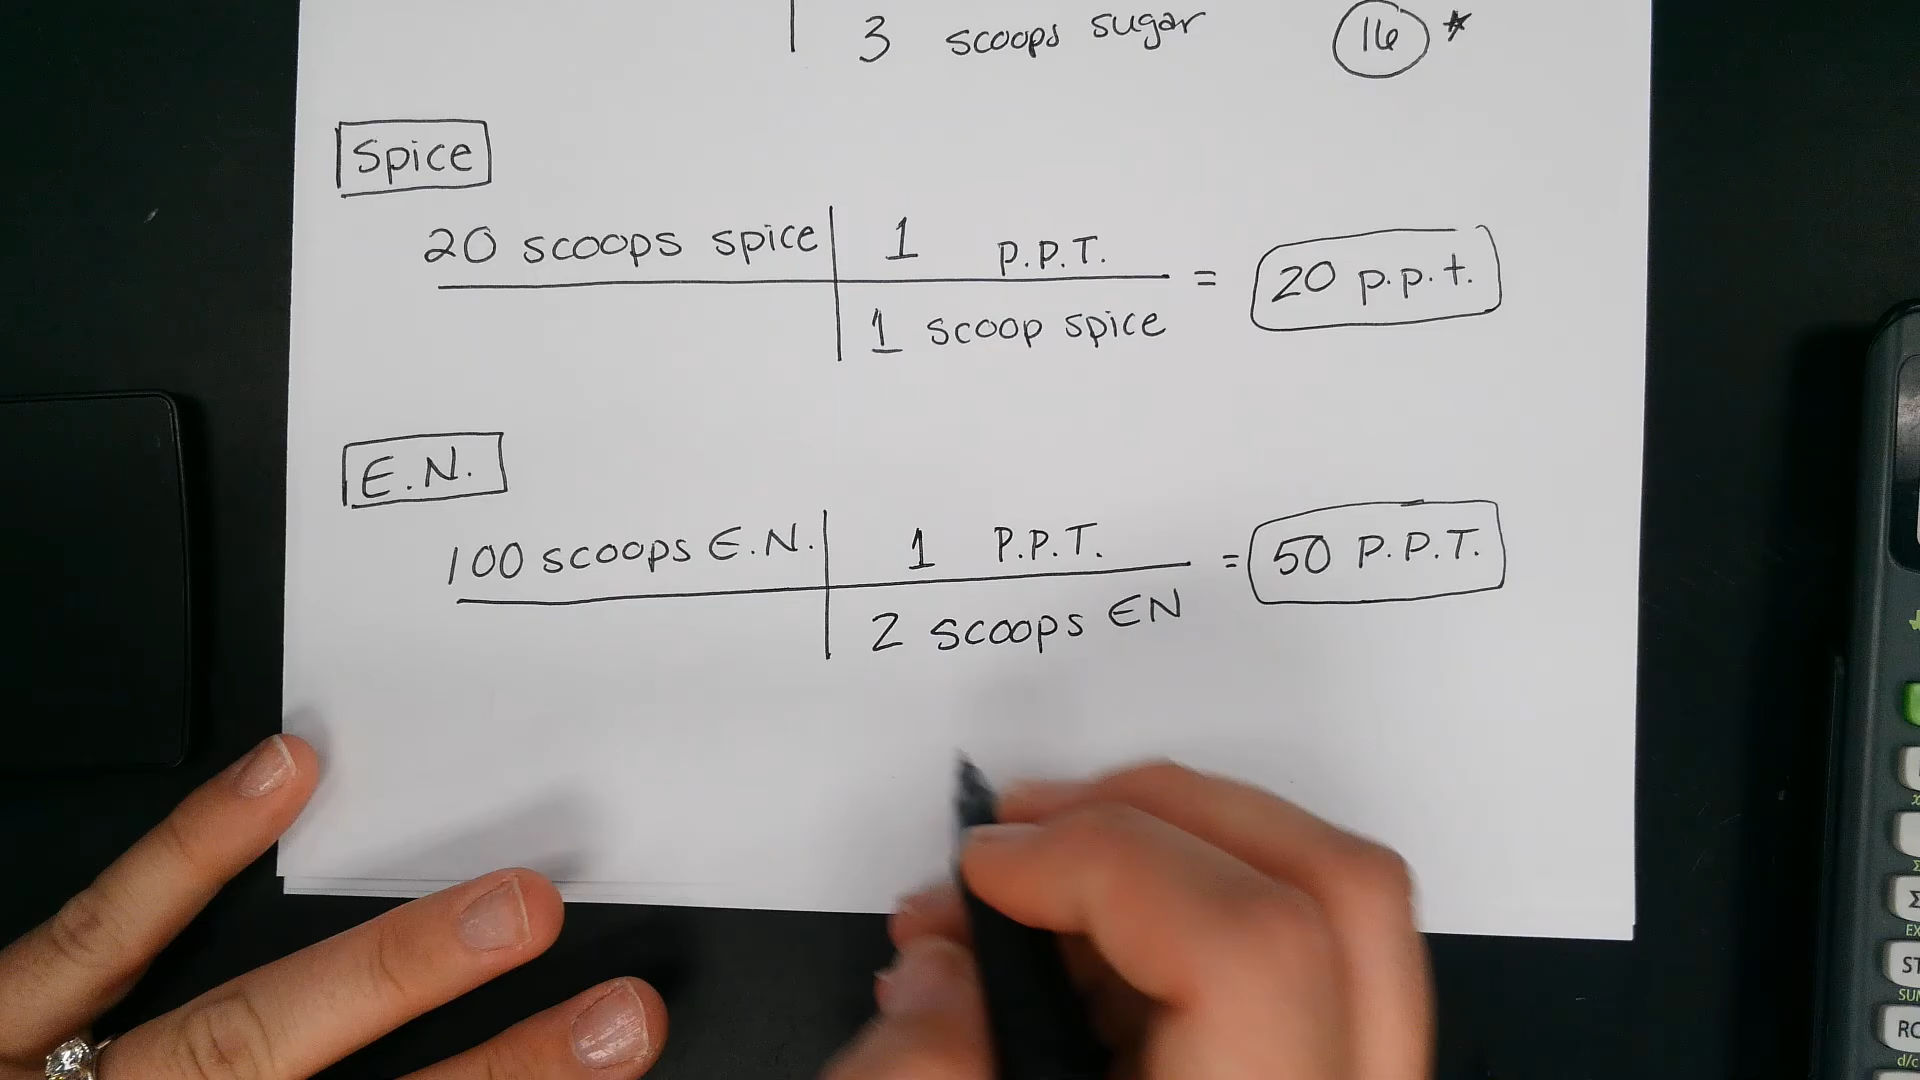 3 scoops sugar 16 *
Spice
20 scoops spice 1 P.P.T. = 20 p.p.t.
1 scoop spice
E.N.
100 scoops E.N. 1 P.P.T. = 50 P.P.T.
2 scoops EN